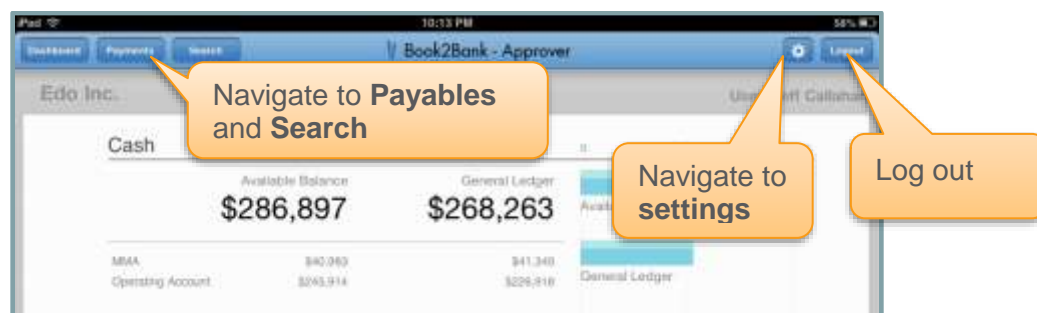 iPad 10:13 PM 58%
Dashboard Payments Search Book2Bank - Approver Logout
Edo Inc.
Navigate to Payables
and Search
Cash
Available Balance General Ledger
$286,897 $268,263
Navigate to
settings
Log out
MMA
Operating Account
General Ledger